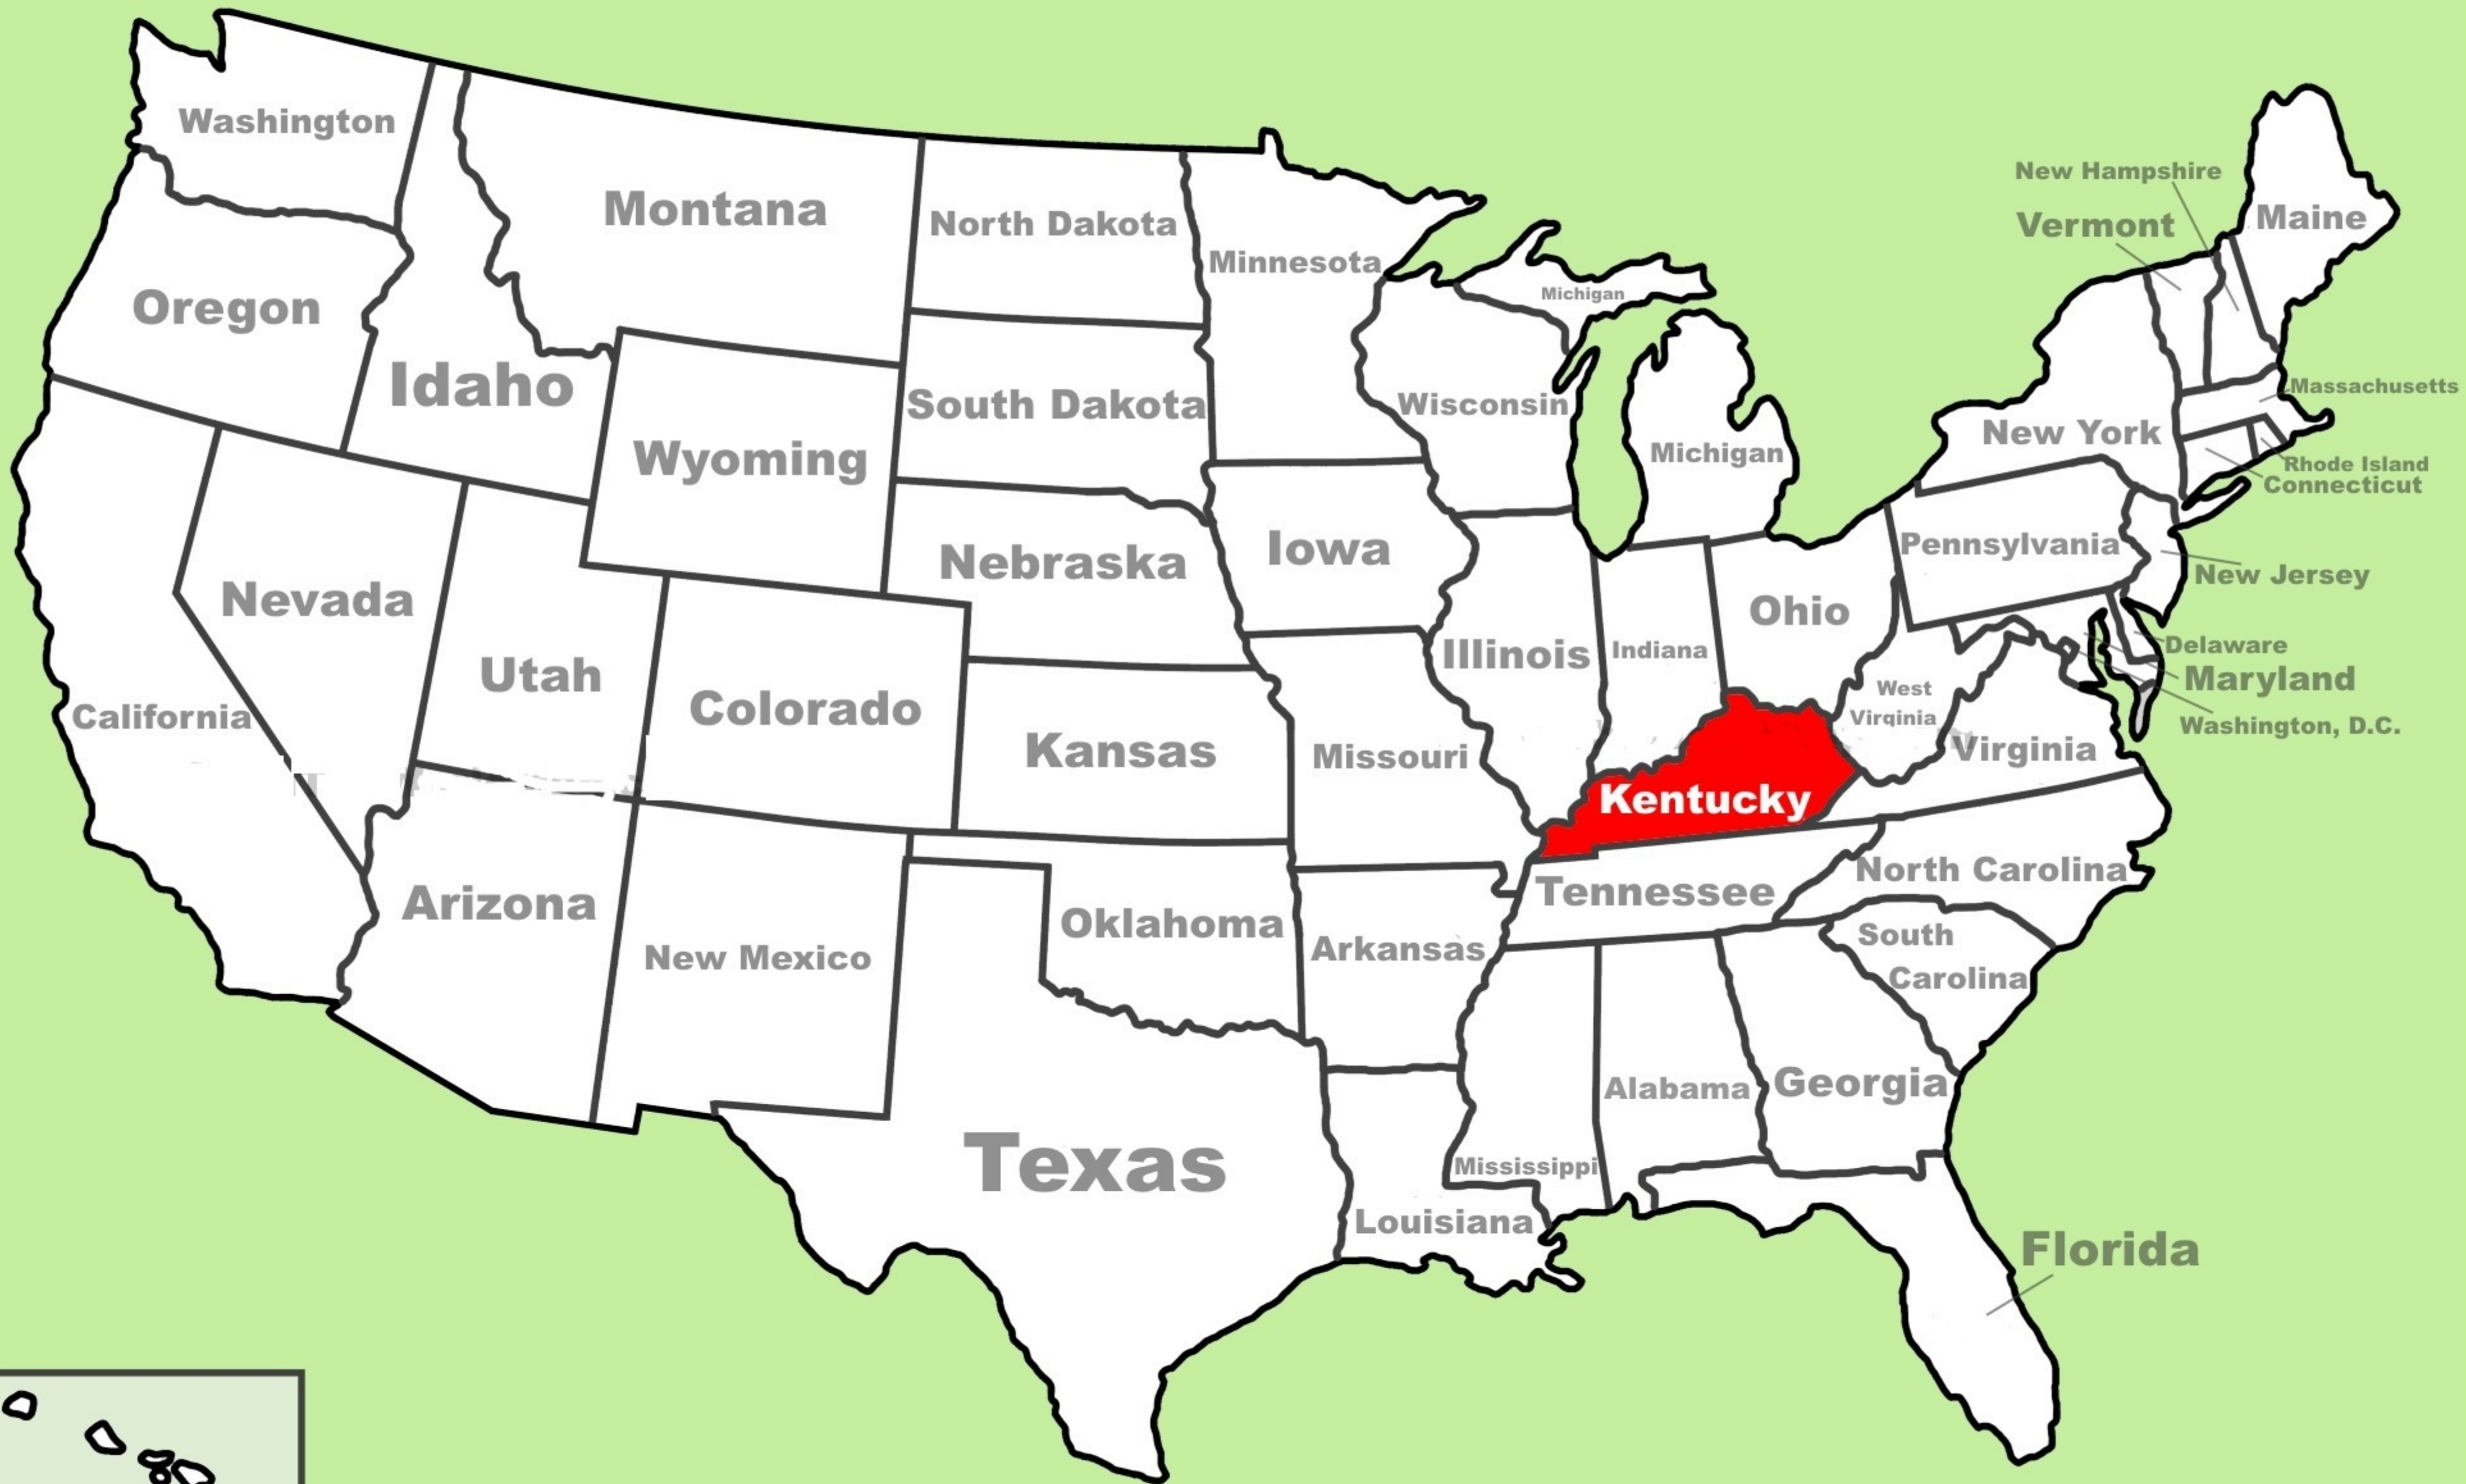 Washington
New Hampshire
Montana
North Dakota
Vermont
Maine
Minnesota
Michigan
Oregon
Idaho
South Dakota
Wisconsin
Massachusetts
New York
Wyoming
Michigan
Rhode Island
Connecticut
Nebraska
Iowa
Pennsylvania
New Jersey
Nevada
Ohio
Utah
Illinois
Indiana
Delaware
Maryland
West
Virginia
California
Colorado
Washington, D.C.
Kansas
Missouri
Virginia
Kentucky
Arizona
Tennessee
North Carolina
Oklahoma
New Mexico
Arkansas
South
Carolina
Alabama
Georgia
Texas
Mississippi
Louisiana
Florida